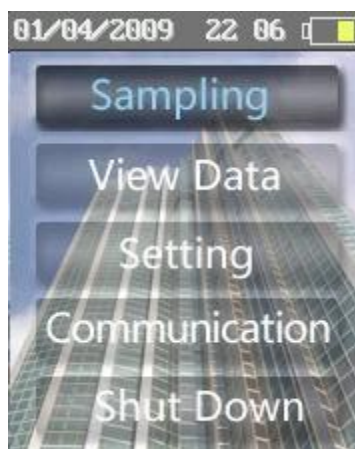 01/04/2009 22 06
Sampling
View Data
Setting
Communication
Shut Down